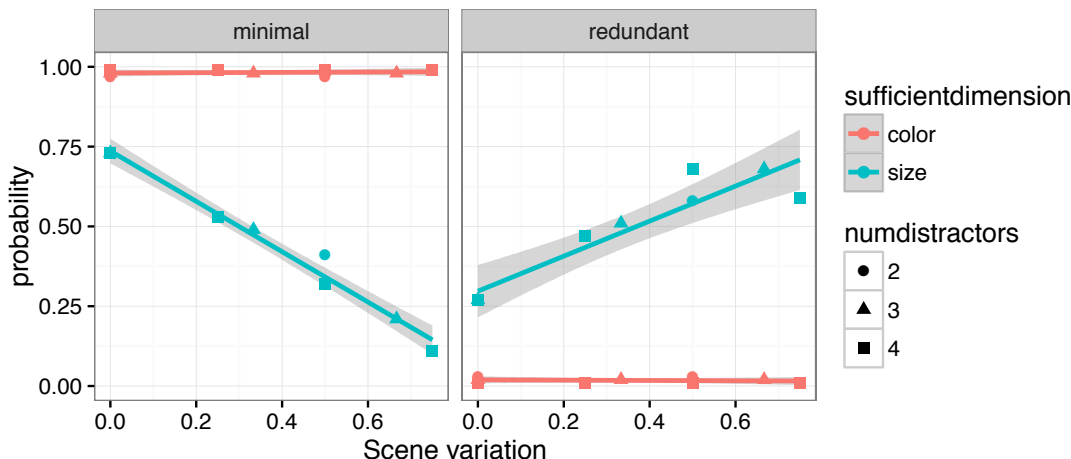 minimal
redundant
1.00
0.75
0.50
0.25
0.00
probability
0.0 0.2 0.4 0.6
0.0 0.2 0.4 0.6
Scene variation
sufficientdimension
color
size
numdistractors
2
3
4